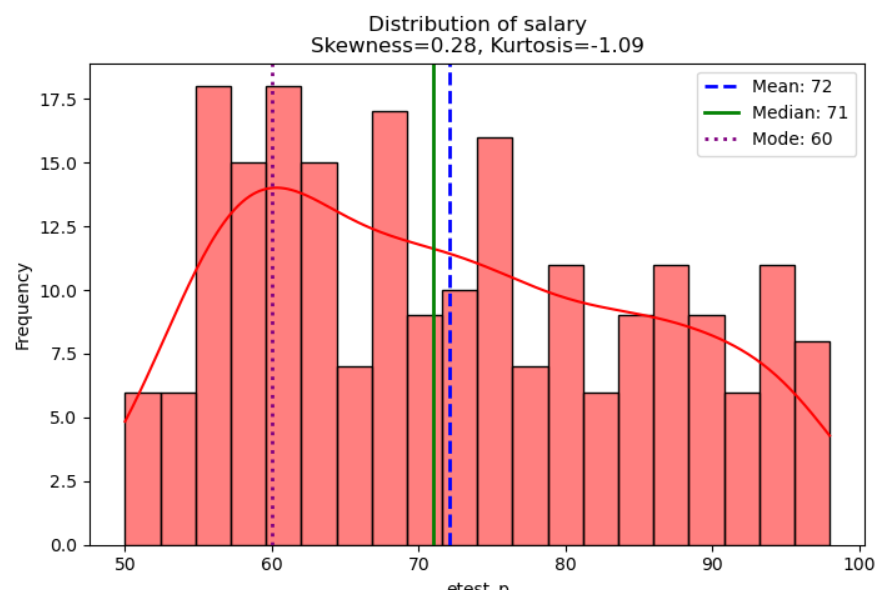 Distribution of salary
Skewness=0.28, Kurtosis=-1.09
Mean: 72
Median: 71
Mode: 60
17.5
15.0
12.5
10.0
7.5
5.0
2.5
0.0
Frequency
50 60 70 80 90 100
etest_p